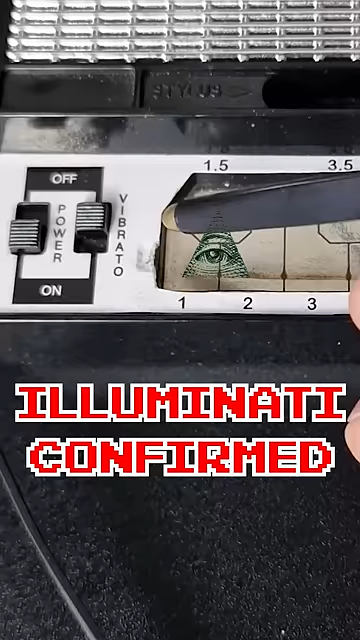 STYLUS
1.5 3.5
OFF
POWER
VIBRATO
ON
1 2 3
ILLUMINATI
CONFIRMED